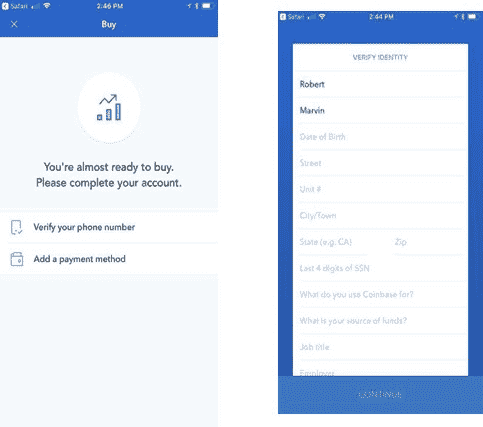 Safari 2:46 PM
Buy
You're almost ready to buy.
Please complete your account.
Verify your phone number
Add a payment method
Safari 2:44 PM
VERIFY IDENTITY
Robert
Marvin
Date of Birth
Street
Unit #
City/Town
State (e.g. CA) Zip
Last 4 digits of SSN
What do you use Coinbase for?
What is your source of funds?
Job title
Employer
CONTINUE